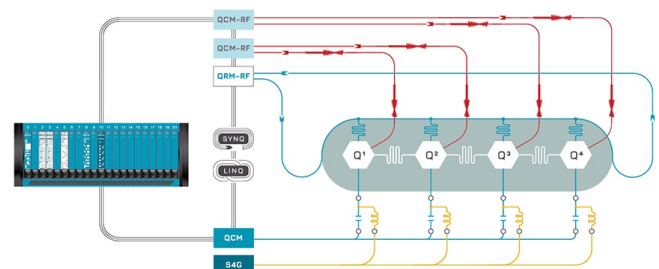 QCM-RF
QCM-RF
QRM-RF
SYNQ
LINQ
Q1
Q2
Q3
Q4
QCM
S4G